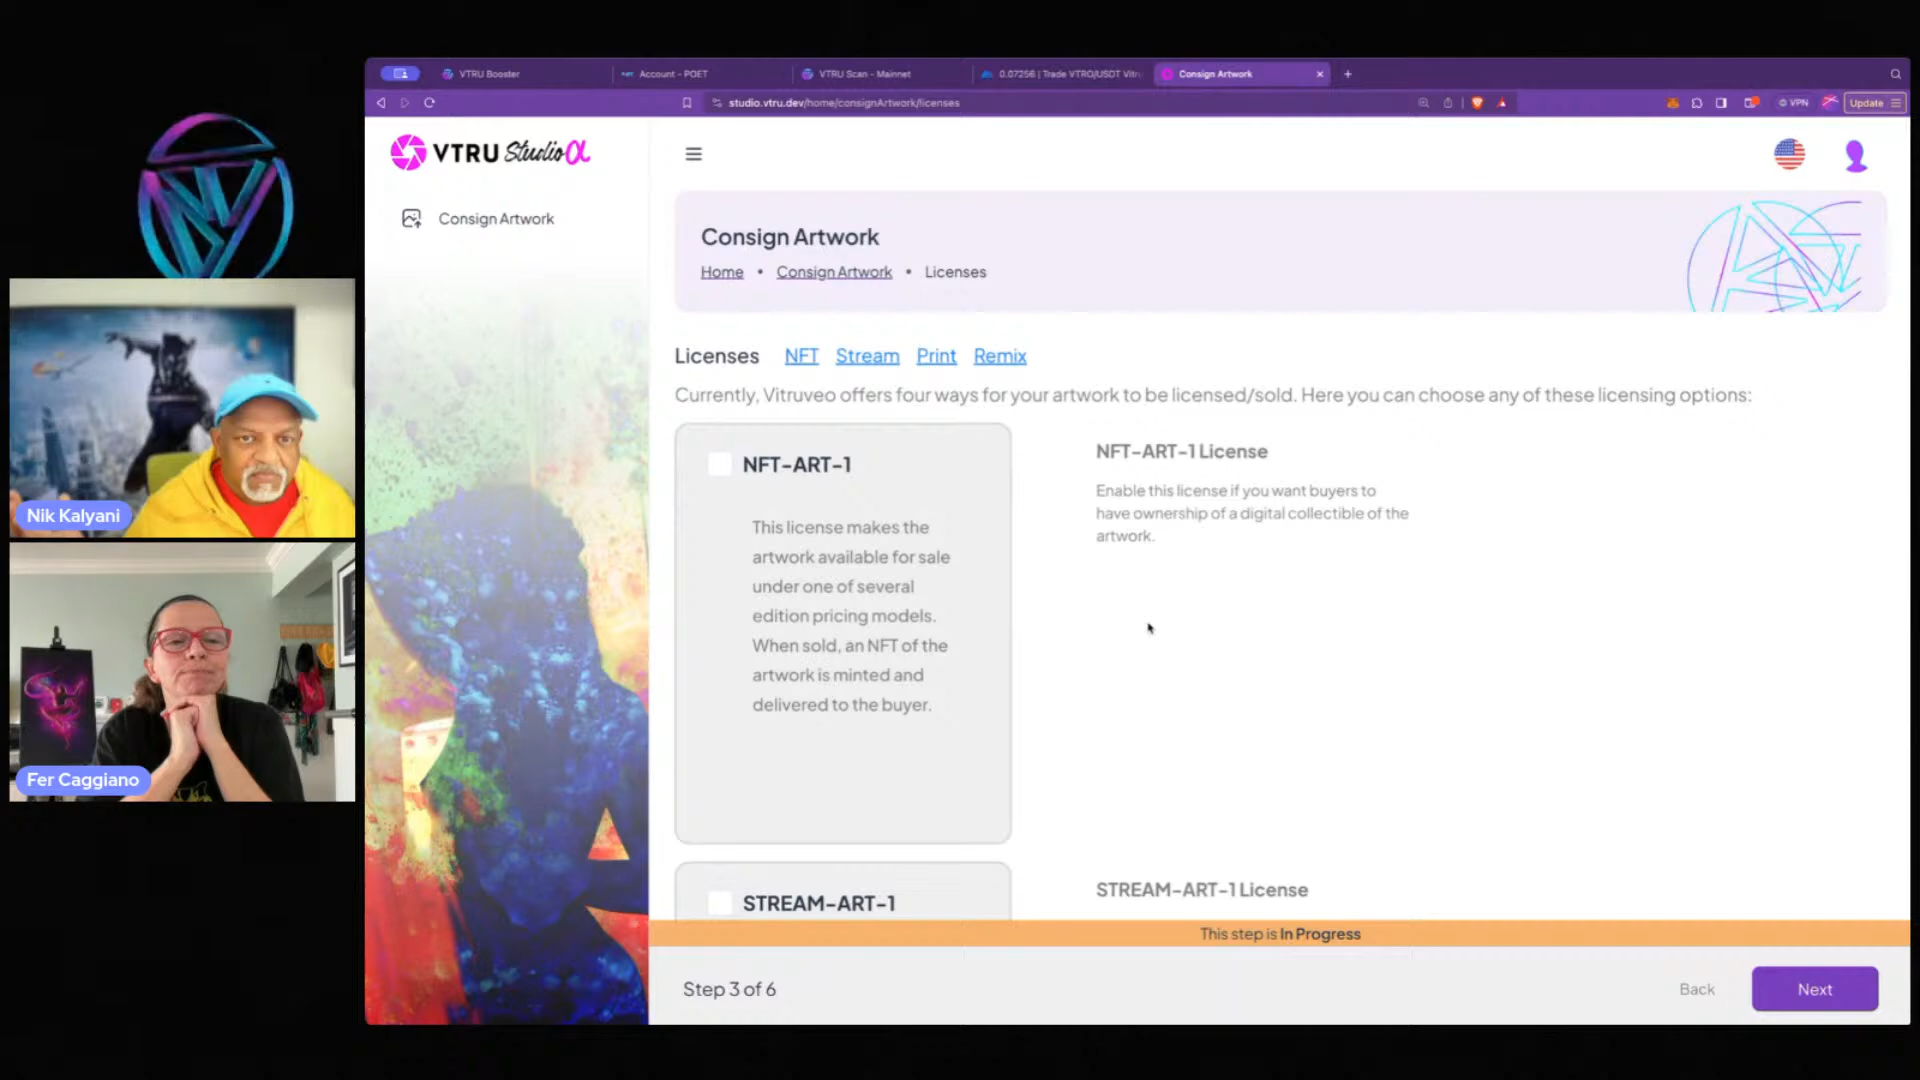 VTRU Booster
Account - POET
VTRU Scan - Mainnet
0.07256 | Trade VTRO/USDT Vitru
Consign Artwork
studio.vtru.dev/home/consignArtwork/licenses
VPN
Update
VTRU Studio α
Consign Artwork
Consign Artwork
Home • Consign Artwork • Licenses
Licenses NFT Stream Print Remix
Currently, Vitruveo offers four ways for your artwork to be licensed/sold. Here you can choose any of these licensing options:
NFT-ART-1
This license makes the
artwork available for sale
under one of several
edition pricing models.
When sold, an NFT of the
artwork is minted and
delivered to the buyer.
NFT-ART-1 License
Enable this license if you want buyers to
have ownership of a digital collectible of the
artwork.
STREAM-ART-1
STREAM-ART-1 License
This step is In Progress
Step 3 of 6
Back
Next
Nik Kalyani
Fer Caggiano